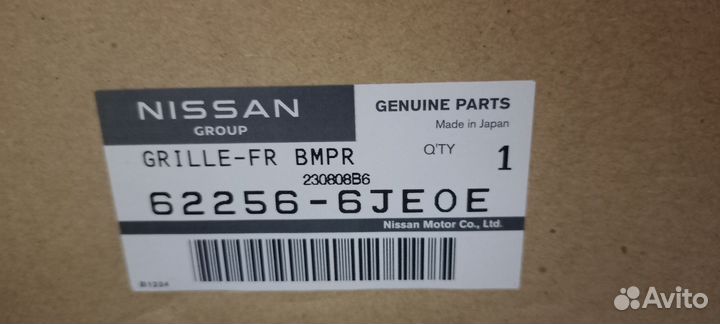 NISSAN
GROUP
GENUINE PARTS
Made in Japan
GRILLE-FR BMPR
Q'TY 1
230808B6
62256-6JE0E
Nissan Motor Co., Ltd.
Avito